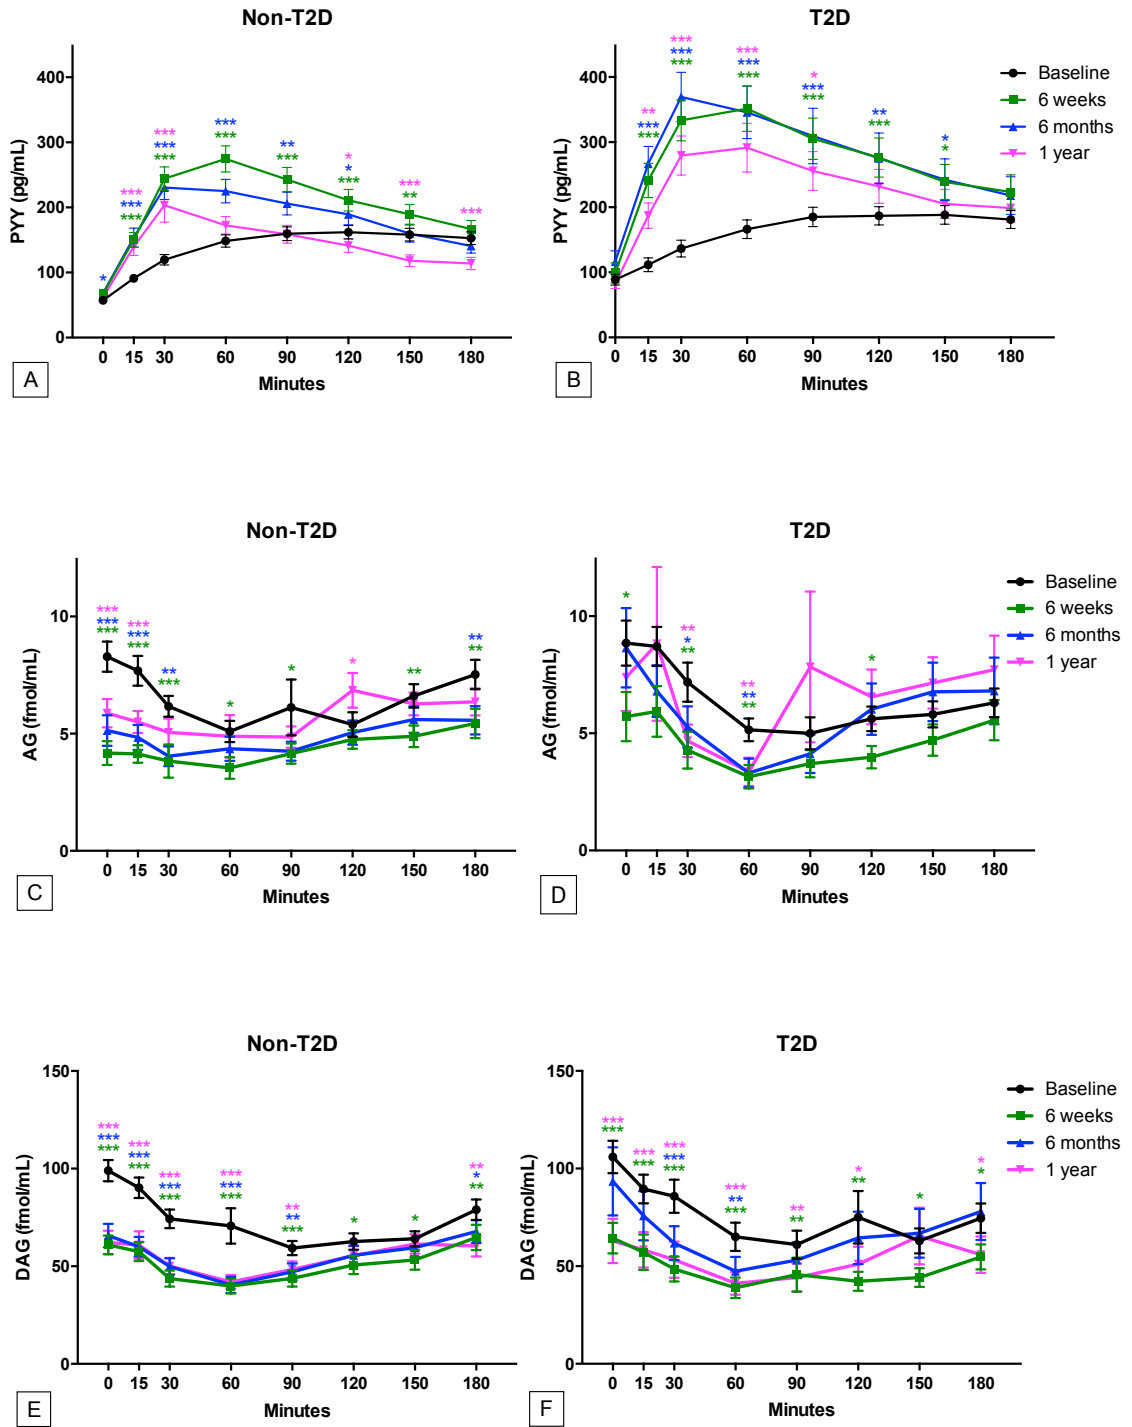 Non-T2D
T2D
PYY (pg/mL)
400
300
200
100
0
*
***
***
***
***
***
***
***
***
**
***
*
*
***
***
**
***
0 15 30 60 90 120 150 180
Minutes
A
PYY (pg/mL)
400
300
200
100
0
**
***
***
***
***
***
***
***
***
*
***
***
**
***
*
*
0 15 30 60 90 120 150 180
Minutes
B
Baseline
6 weeks
6 months
1 year
Non-T2D
T2D
AG (fmol/mL)
10
5
0
***
***
***
***
***
***
**
***
*
*
*
**
**
**
0 15 30 60 90 120 150 180
Minutes
C
AG (fmol/mL)
10
5
0
*
**
*
**
**
**
**
*
0 15 30 60 90 120 150 180
Minutes
D
Baseline
6 weeks
6 months
1 year
Non-T2D
T2D
DAG (fmol/mL)
150
100
50
0
***
***
***
***
***
***
***
***
***
***
***
***
**
**
***
*
*
**
*
**
0 15 30 60 90 120 150 180
Minutes
E
DAG (fmol/mL)
150
100
50
0
***
***
***
***
***
***
***
***
**
***
**
**
*
**
*
*
*
0 15 30 60 90 120 150 180
Minutes
F
Baseline
6 weeks
6 months
1 year